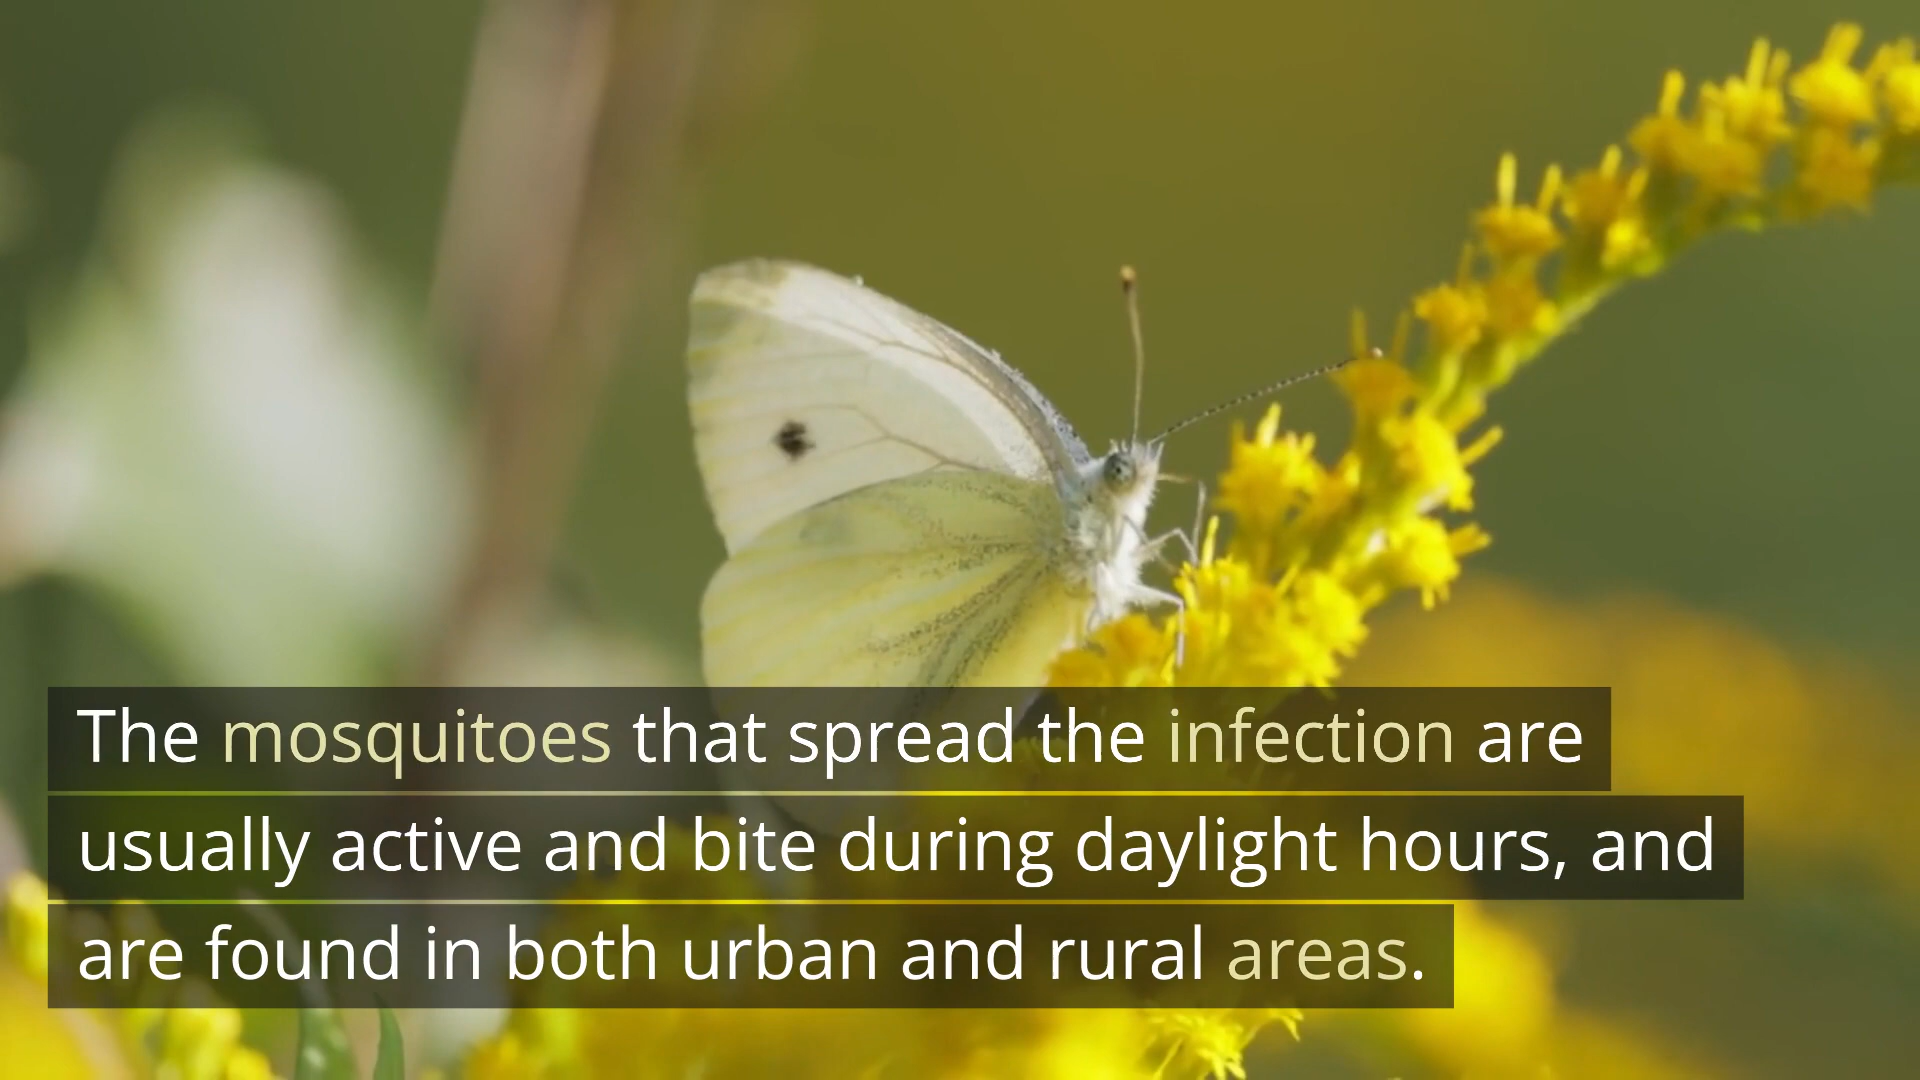 The mosquitoes that spread the infection are
usually active and bite during daylight hours, and
are found in both urban and rural areas.